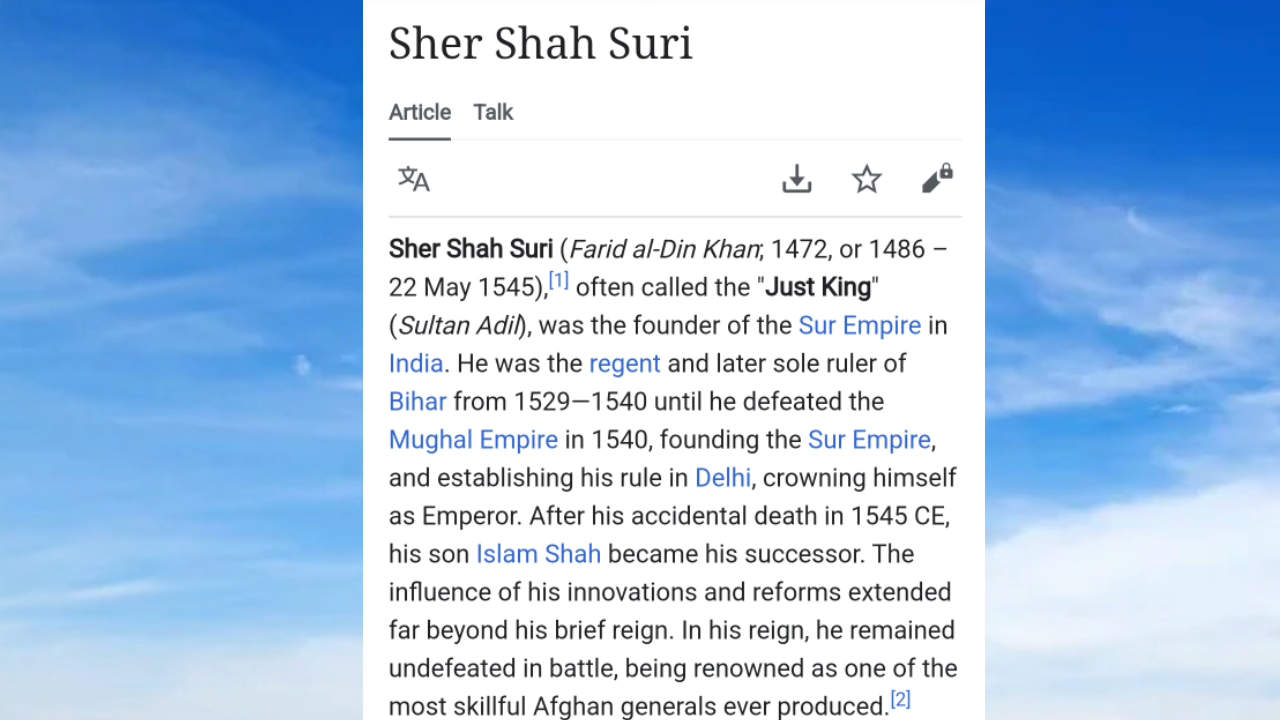 Sher Shah Suri
Article Talk
文A
Sher Shah Suri (Farid al-Din Khan; 1472, or 1486 –
22 May 1545),[1] often called the "Just King"
(Sultan Adil), was the founder of the Sur Empire in
India. He was the regent and later sole ruler of
Bihar from 1529—1540 until he defeated the
Mughal Empire in 1540, founding the Sur Empire,
and establishing his rule in Delhi, crowning himself
as Emperor. After his accidental death in 1545 CE,
his son Islam Shah became his successor. The
influence of his innovations and reforms extended
far beyond his brief reign. In his reign, he remained
undefeated in battle, being renowned as one of the
most skillful Afghan generals ever produced.[2]